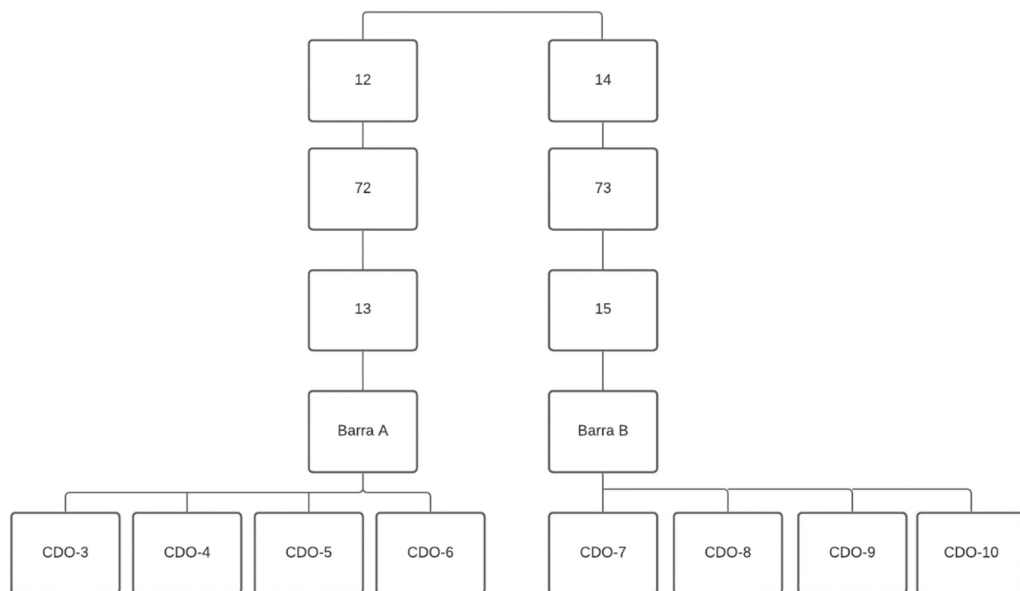 12
14
72
73
13
15
Barra A
Barra B
CDO-3
CDO-4
CDO-5
CDO-6
CDO-7
CDO-8
CDO-9
CDO-10